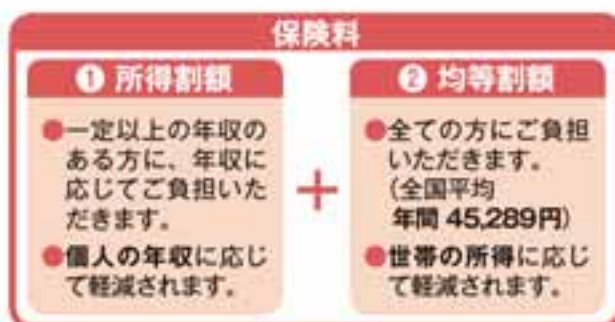 保険料
❶ 所得割額
●一定以上の年収の
ある方に、年収に
応じてご負担いた
だきます。
●個人の年収に応じ
て軽減されます。
+
❷ 均等割額
●全ての方にご負担
いただきます。
(全国平均
年間 45,289円)
●世帯の所得に応じ
て軽減されます。